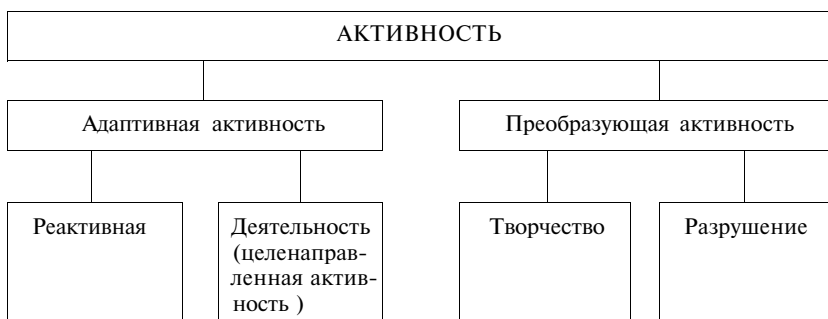 АКТИВНОСТЬ
Адаптивная активность
Преобразующая активность
Реактивная
Деятельность
(целенаправ-
ленная актив-
ность )
Творчество
Разрушение